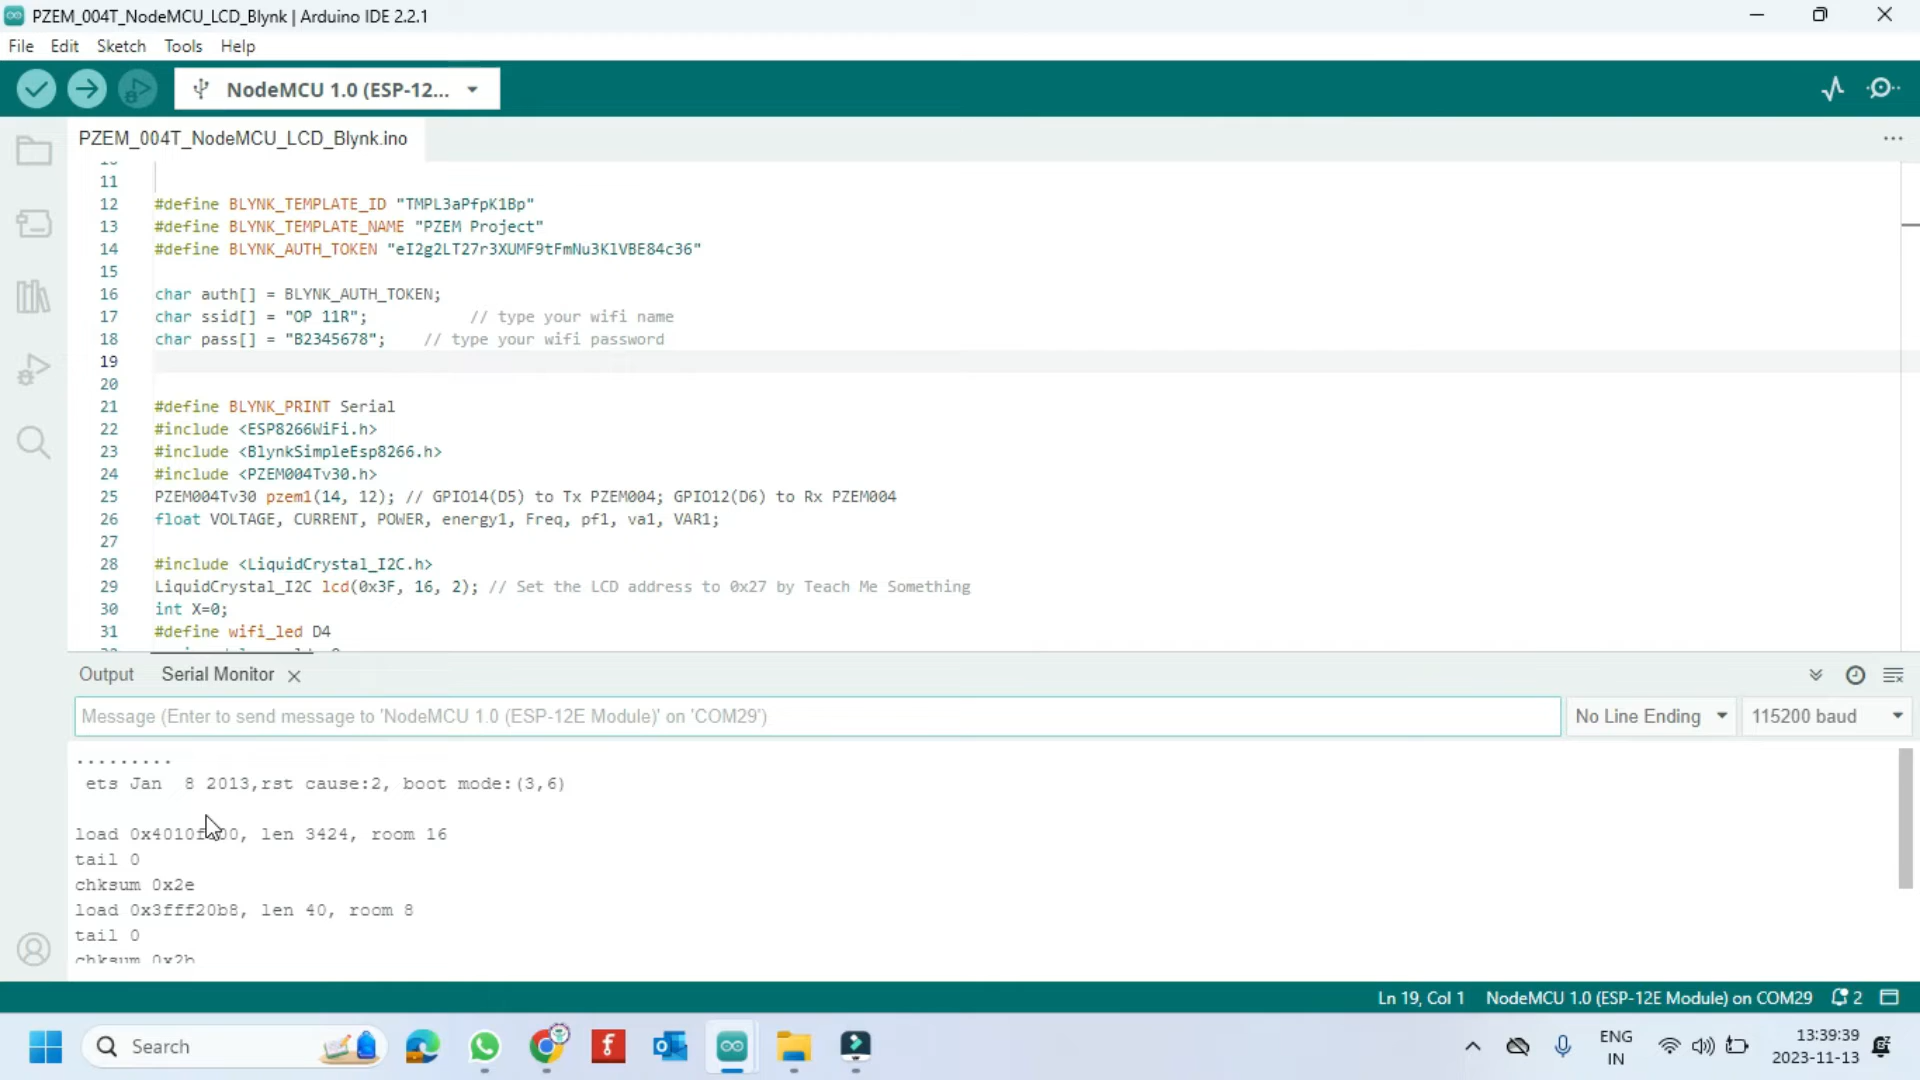 PZEM_004T_NodeMCU_LCD_Blynk | Arduino IDE 2.2.1
File Edit Sketch Tools Help
NodeMCU 1.0 (ESP-12...
PZEM_004T_NodeMCU_LCD_Blynk.ino
11
12 #define BLYNK_TEMPLATE_ID "TMPL3aPfpK1Bp"
13 #define BLYNK_TEMPLATE_NAME "PZEM Project"
14 #define BLYNK_AUTH_TOKEN "eI2g2LT27r3XUMF9tFmNu3KlVBE84c36"
15
16 char auth[] = BLYNK_AUTH_TOKEN;
17 char ssid[] = "OP 11R"; // type your wifi name
18 char pass[] = "B2345678"; // type your wifi password
19
20
21 #define BLYNK_PRINT Serial
22 #include <ESP8266WiFi.h>
23 #include <BlynkSimpleEsp8266.h>
24 #include <PZEM004Tv30.h>
25 PZEM004Tv30 pzem1(14, 12); // GPIO14(D5) to Tx PZEM004; GPIO12(D6) to Rx PZEM004
26 float VOLTAGE, CURRENT, POWER, energy1, Freq, pf1, va1, VAR1;
27
28 #include <LiquidCrystal_I2C.h>
29 LiquidCrystal_I2C lcd(0x3F, 16, 2); // Set the LCD address to 0x27 by Teach Me Something
30 int X=0;
31 #define wifi_led D4
Output Serial Monitor
Message (Enter to send message to 'NodeMCU 1.0 (ESP-12E Module)' on 'COM29') No Line Ending 115200 baud
.........
ets Jan 8 2013,rst cause:2, boot mode:(3,6)
load 0x4010f000, len 3424, room 16
tail 0
chksum 0x2e
load 0x3fff20b8, len 40, room 8
tail 0
chksum 0x2b
Ln 19, Col 1 NodeMCU 1.0 (ESP-12E Module) on COM29 2
Search
ENG
IN
13:39:39
2023-11-13